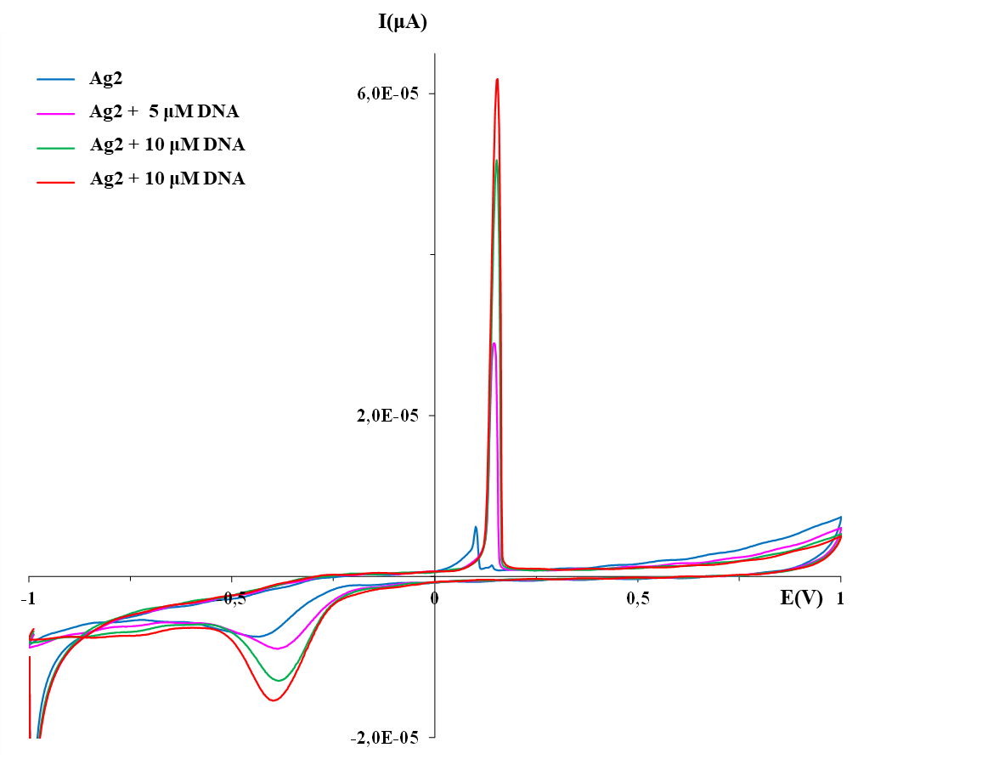 I(μA)
Ag2
Ag2 +  5 μM DNA
Ag2 + 10 μM DNA
Ag2 + 10 μM DNA
6,0E-05
2,0E-05
-1
-0,5
0
0,5
E(V)
1
-2,0E-05